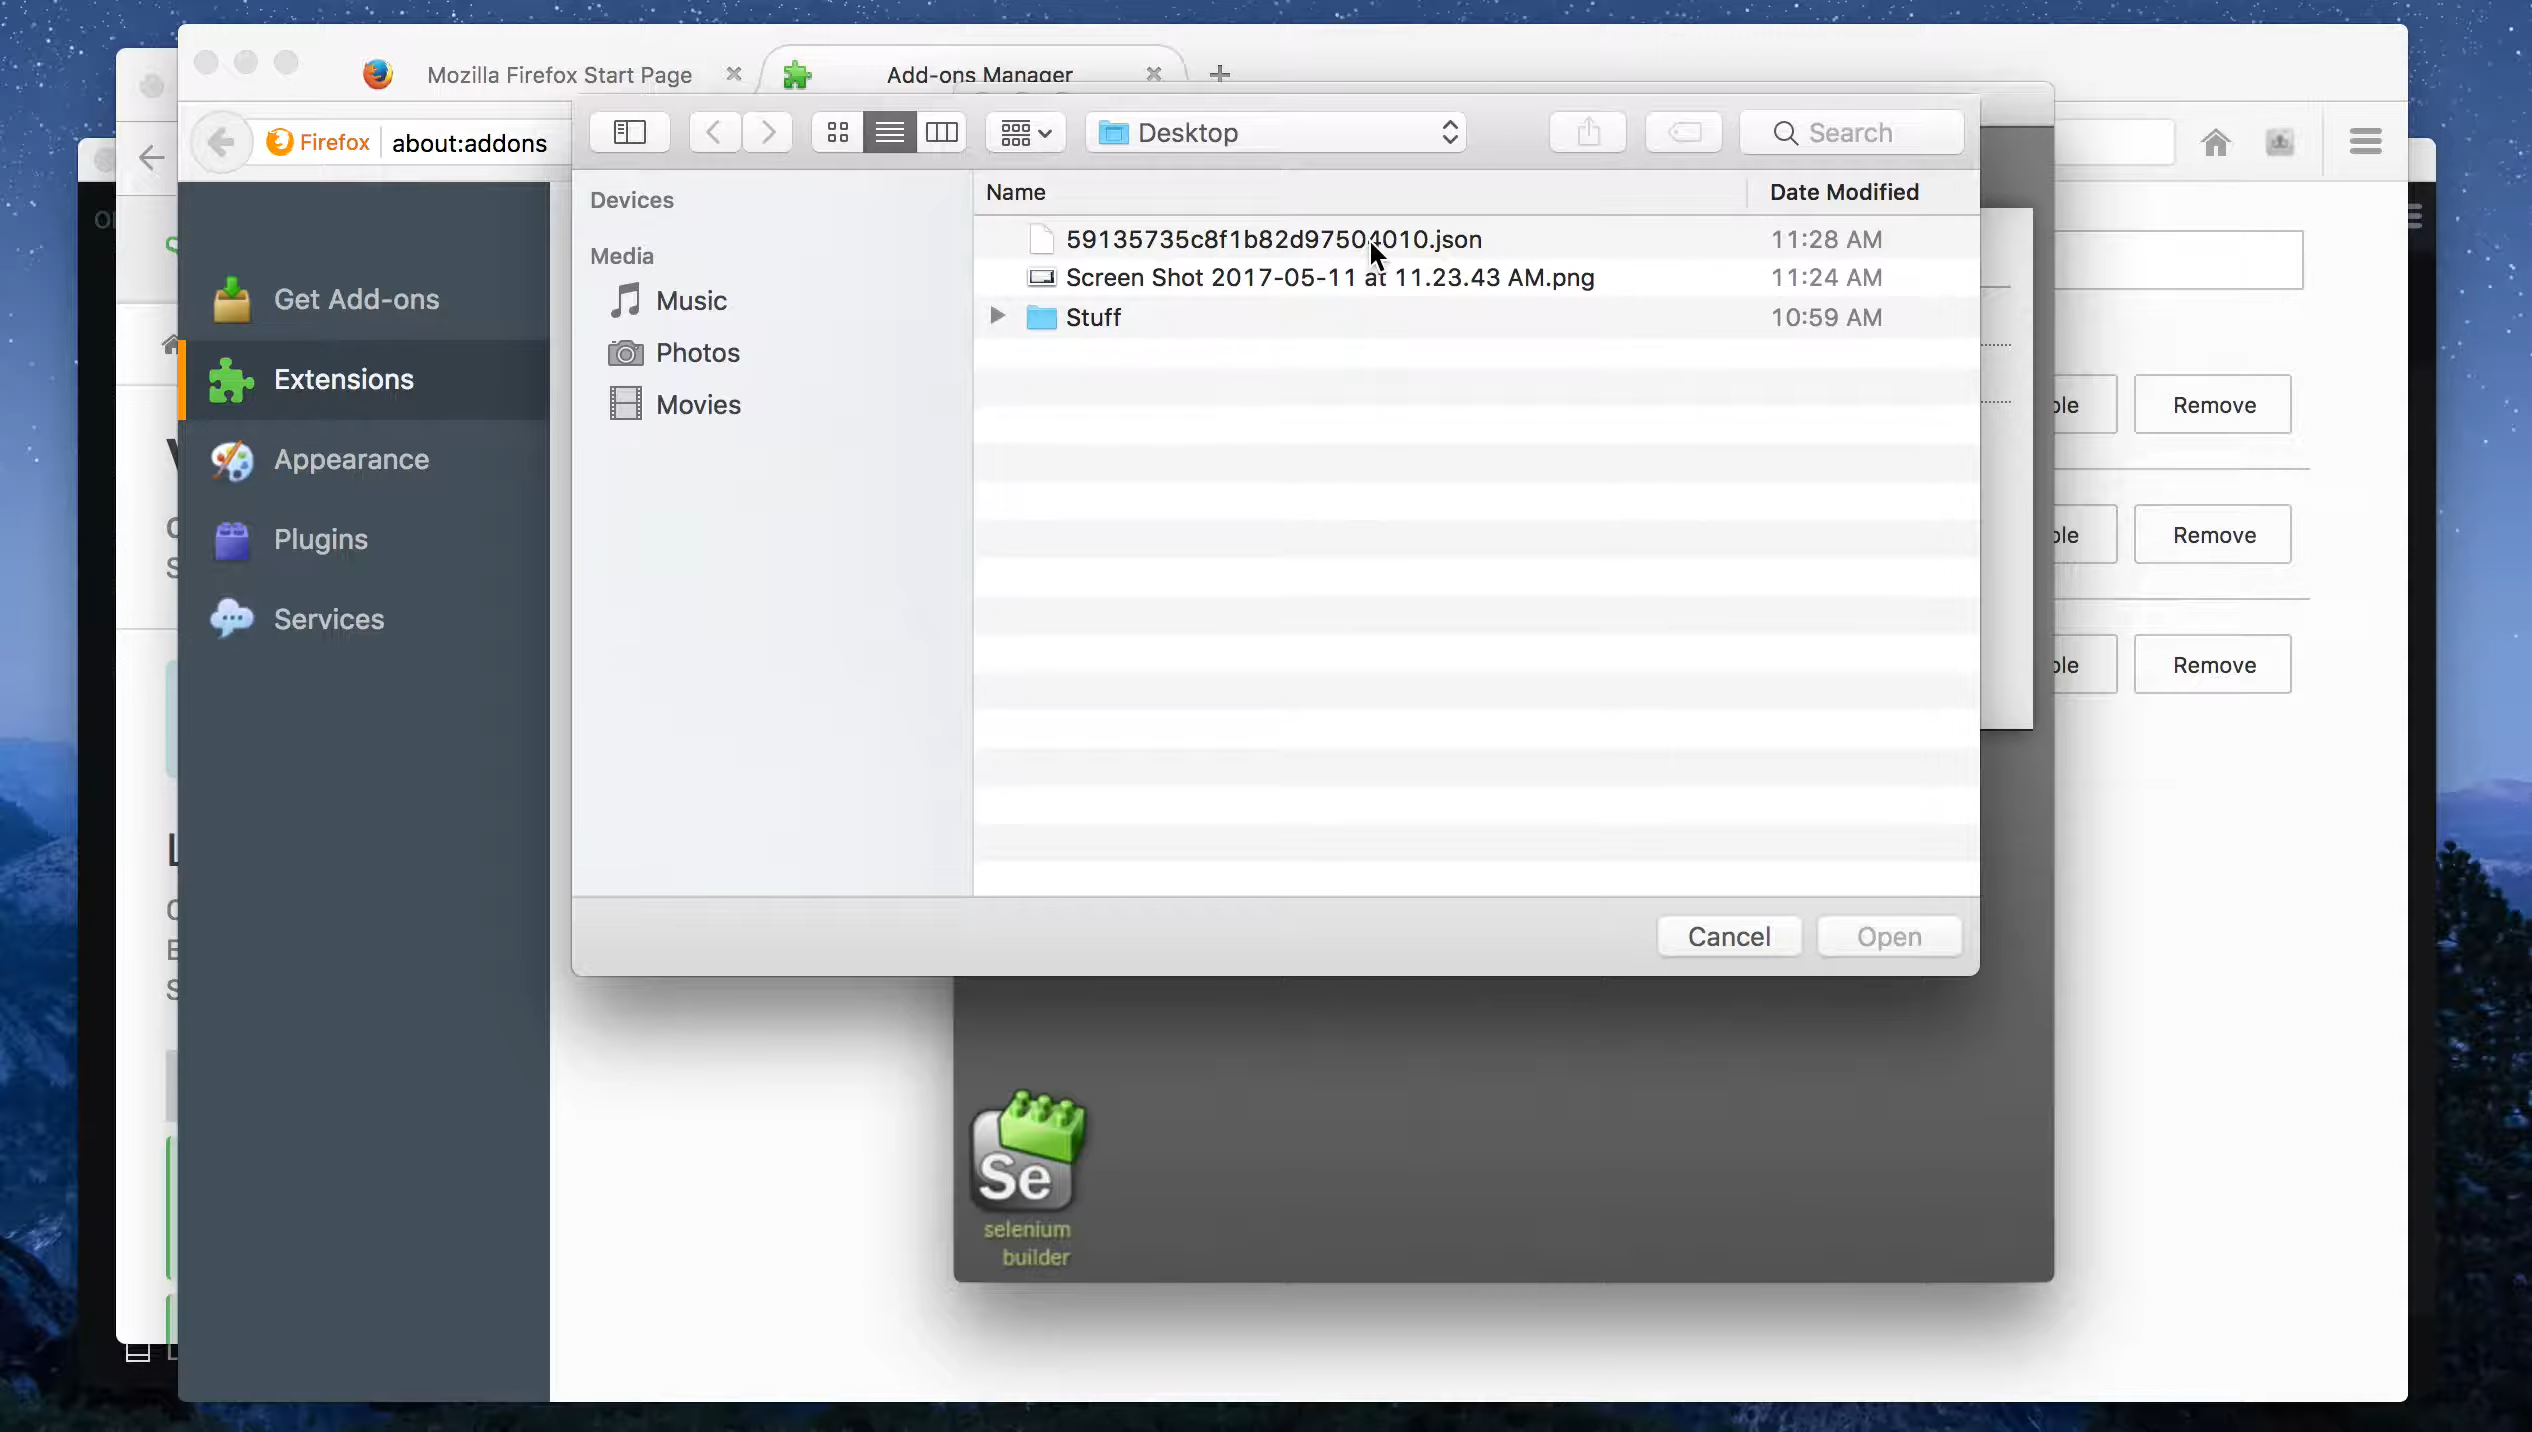 Mozilla Firefox Start Page
Add-ons Manager
Firefox
about:addons
Desktop
Search
Devices
Media
Music
Photos
Movies
Name
Date Modified
59135735c8f1b82d97504010.json
11:28 AM
Screen Shot 2017-05-11 at 11.23.43 AM.png
11:24 AM
Stuff
10:59 AM
Get Add-ons
Extensions
Appearance
Plugins
Services
Remove
Remove
Remove
Cancel
Open
Se
selenium
builder